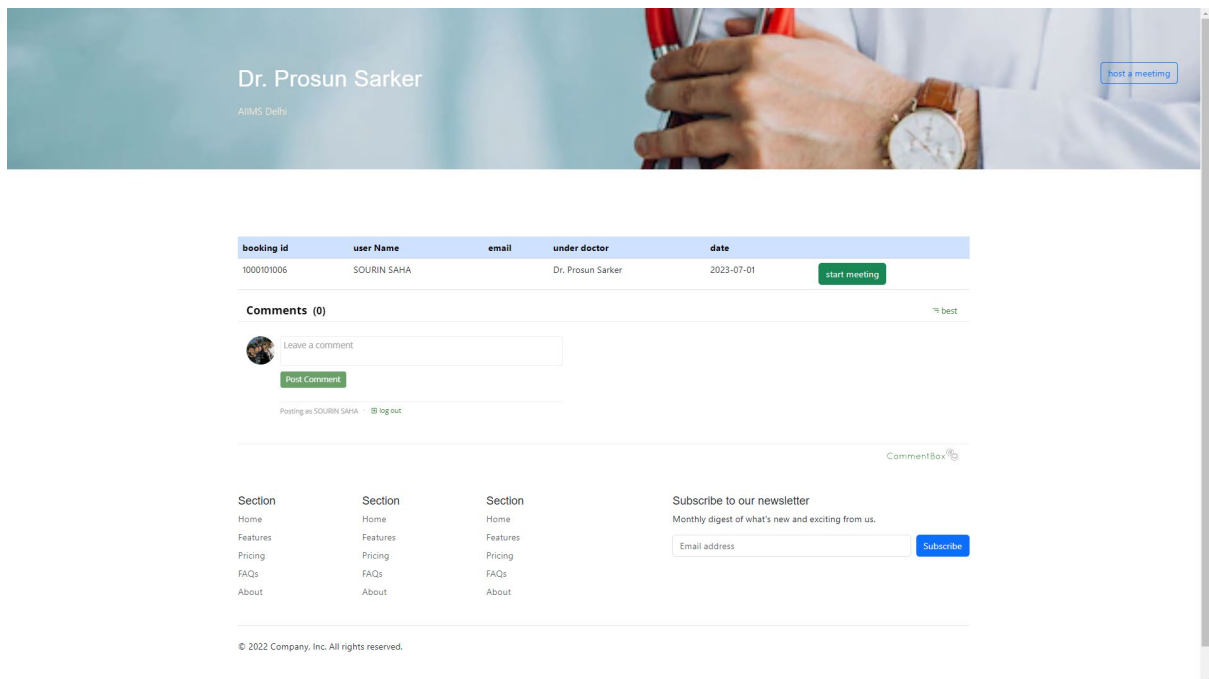 Dr. Prosun Sarker
host a meetimg
AIIMS Delhi
booking id user Name email under doctor date
1000101006 SOURIN SAHA Dr. Prosun Sarker 2023-07-01 start meeting
Comments (0) best
Leave a comment
Post Comment
Posting as SOURIN SAHA · log out
CommentBox
Section Section Section Subscribe to our newsletter
Home Home Home Monthly digest of what's new and exciting from us.
Features Features Features
Email address Subscribe
Pricing Pricing Pricing
FAQs FAQs FAQs
About About About
© 2022 Company, Inc. All rights reserved.